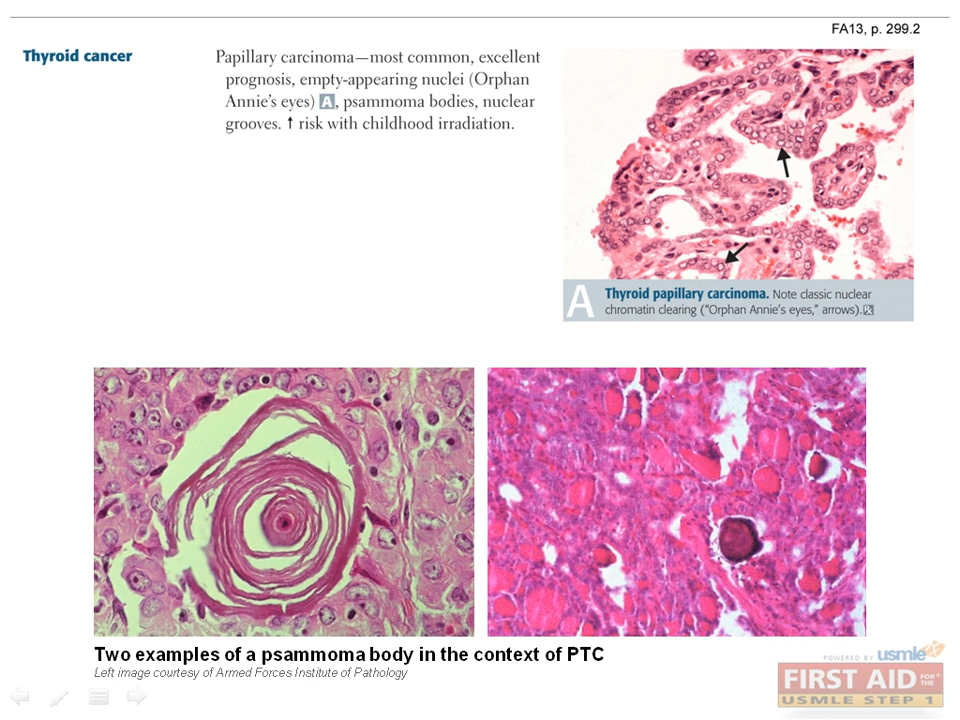 FA13, p. 299.2
Thyroid cancer
Papillary carcinoma—most common, excellent
prognosis, empty-appearing nuclei (Orphan
Annie's eyes) A, psammoma bodies, nuclear
grooves. ↑ risk with childhood irradiation.
A
Thyroid papillary carcinoma. Note classic nuclear
chromatin clearing ("Orphan Annie's eyes," arrows). Rx
Two examples of a psammoma body in the context of PTC
Left image courtesy of Armed Forces Institute of Pathology
POWERED BY usmle
FIRST AID FOR THE
USMLE STEP 1